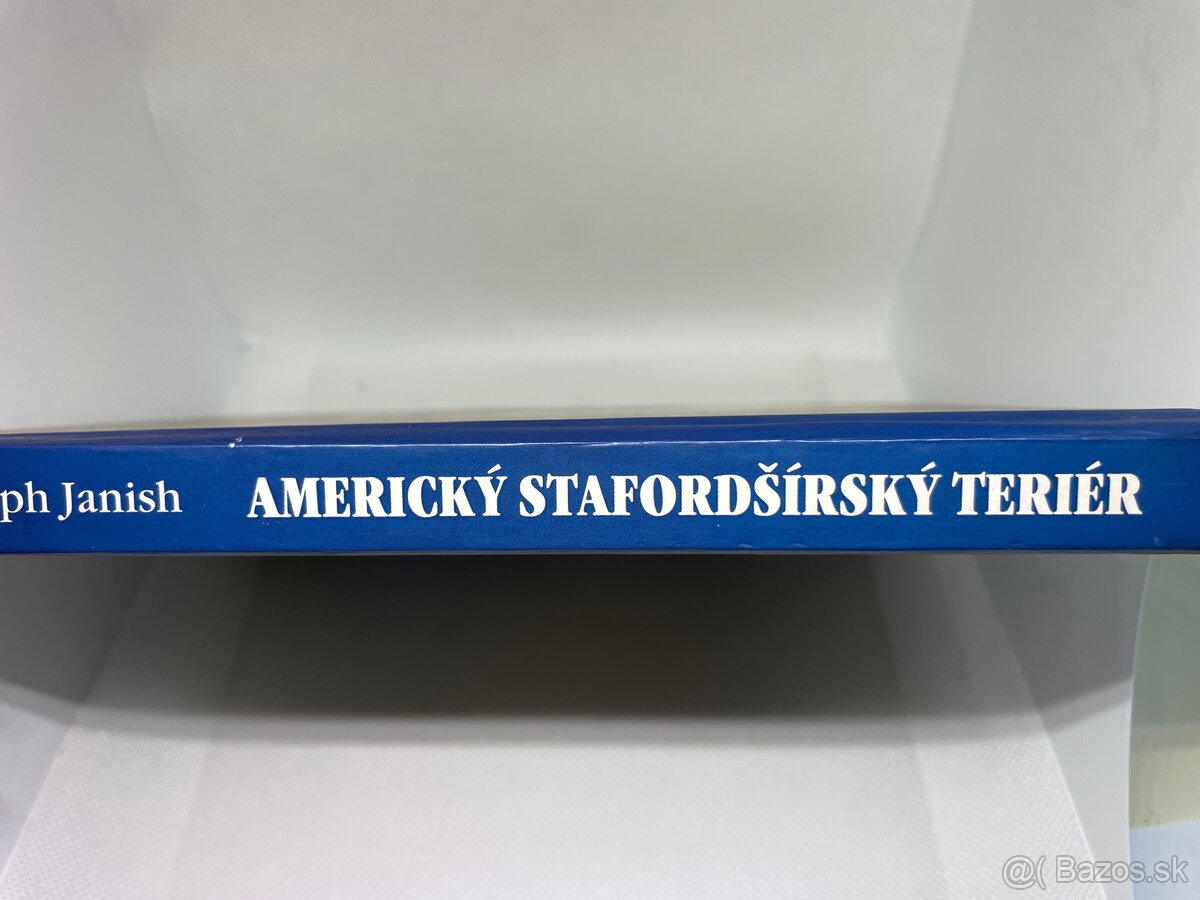 ph Janish AMERICKÝ STAFORDŠÍRSKÝ TERIÉR
@( Bazos.sk